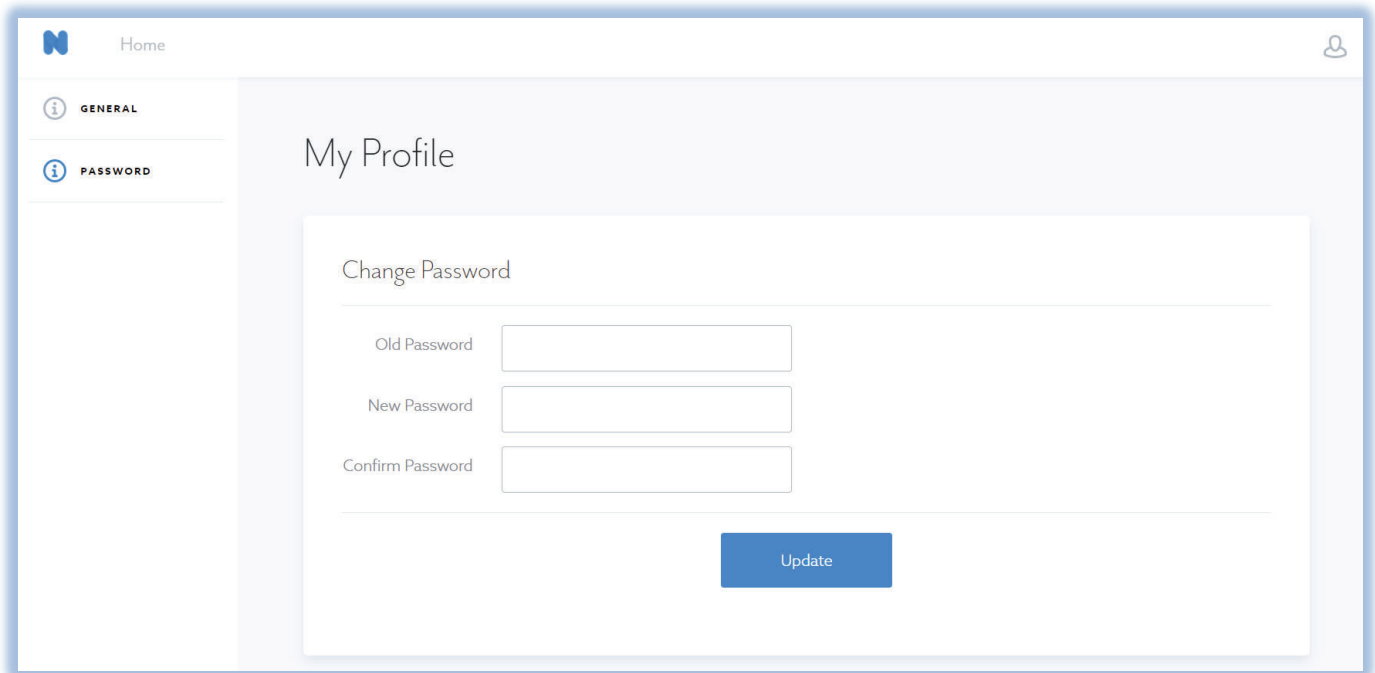 N Home
GENERAL
PASSWORD
My Profile
Change Password
Old Password
New Password
Confirm Password
Update